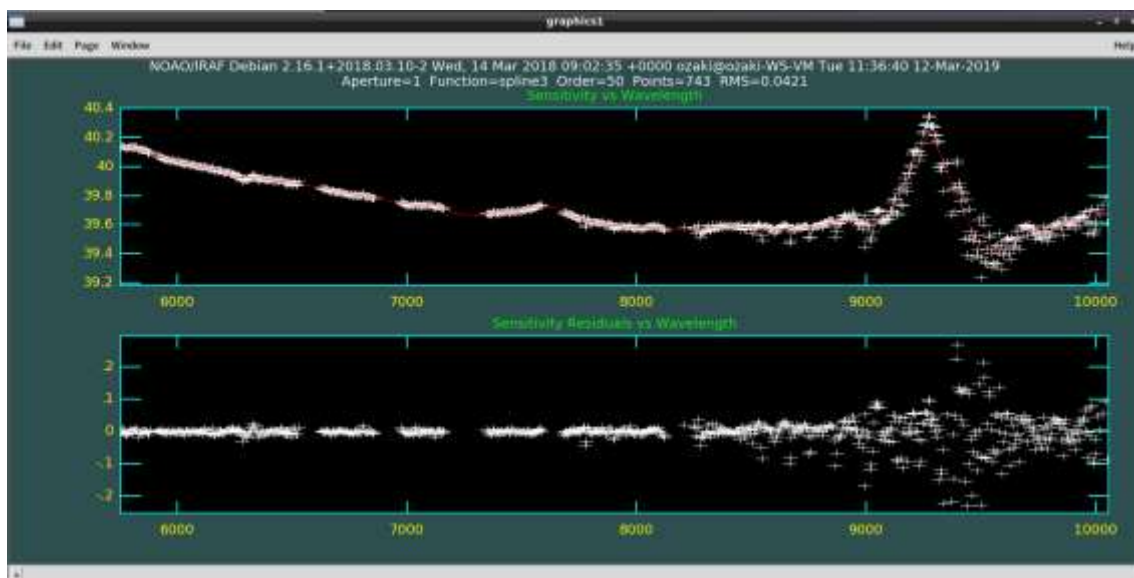 graphics1
File Edit Page Window Help
NOAO/IRAF Debian 2.16.1+2018.03.10-2 Wed, 14 Mar 2018 09:02:35 +0000 ozaki@ozaki-WS-VM Tue 11:36:40 12-Mar-2019
Aperture=1 Function=spline3 Order=50 Points=743 RMS=0.0421
Sensitivity vs Wavelength
40.4
40.2
40
39.8
39.6
39.4
39.2
6000 7000 8000 9000 10000
Sensitivity Residuals vs Wavelength
.2
.1
0
-.1
-.2
6000 7000 8000 9000 10000